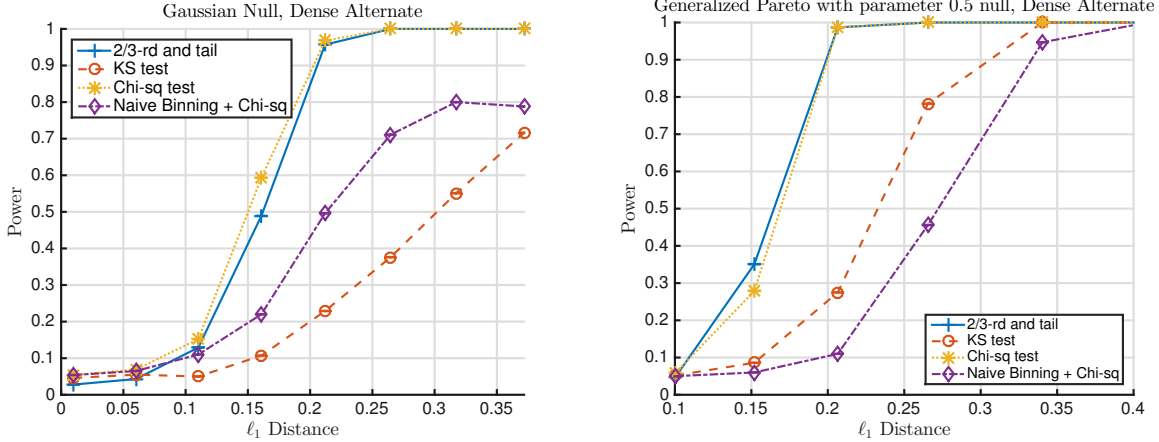 Gaussian Null, Dense Alternate
1
0.9
0.8
0.7
0.6
0.5
0.4
0.3
0.2
0.1
0
Power
2/3-rd and tail
KS test
Chi-sq test
Naive Binning + Chi-sq
0 0.05 0.1 0.15 0.2 0.25 0.3 0.35
ℓ₁ Distance
Generalized Pareto with parameter 0.5 null, Dense Alternate
1
0.9
0.8
0.7
0.6
0.5
0.4
0.3
0.2
0.1
0
Power
2/3-rd and tail
KS test
Chi-sq test
Naive Binning + Chi-sq
0.1 0.15 0.2 0.25 0.3 0.35 0.4
ℓ₁ Distance